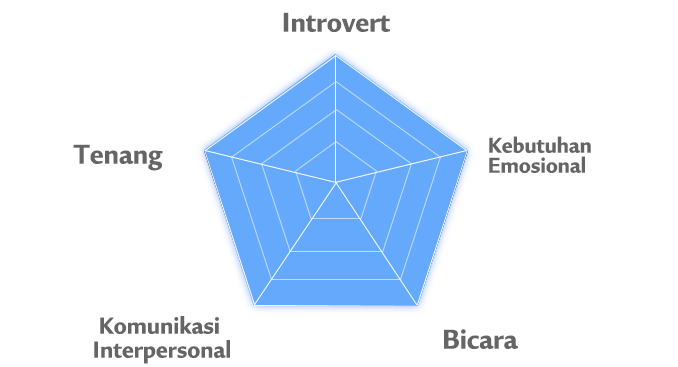 Introvert
Tenang
Kebutuhan
Emosional
Komunikasi
Interpersonal
Bicara